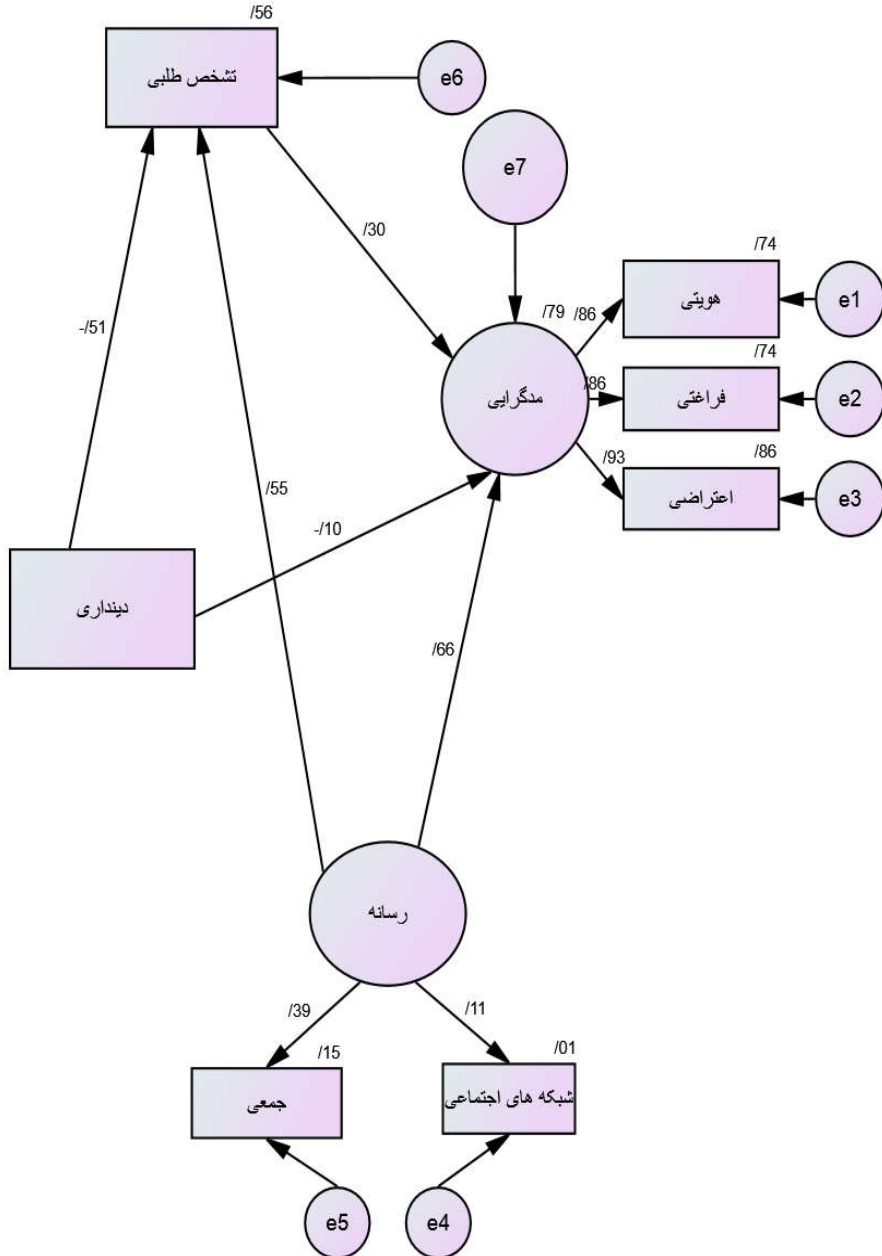 /56
تشخص طلبی
e6
e7
/30
/74
هویتی
e1
/79
/86
-/51
/74
فراغتی
e2
/86
مدگرایی
/86
/93
اعتراضی
e3
/55
-/10
دینداری
/66
رسانه
/39
/11
/15
/01
جمعی
شبکه های اجتماعی
e5
e4